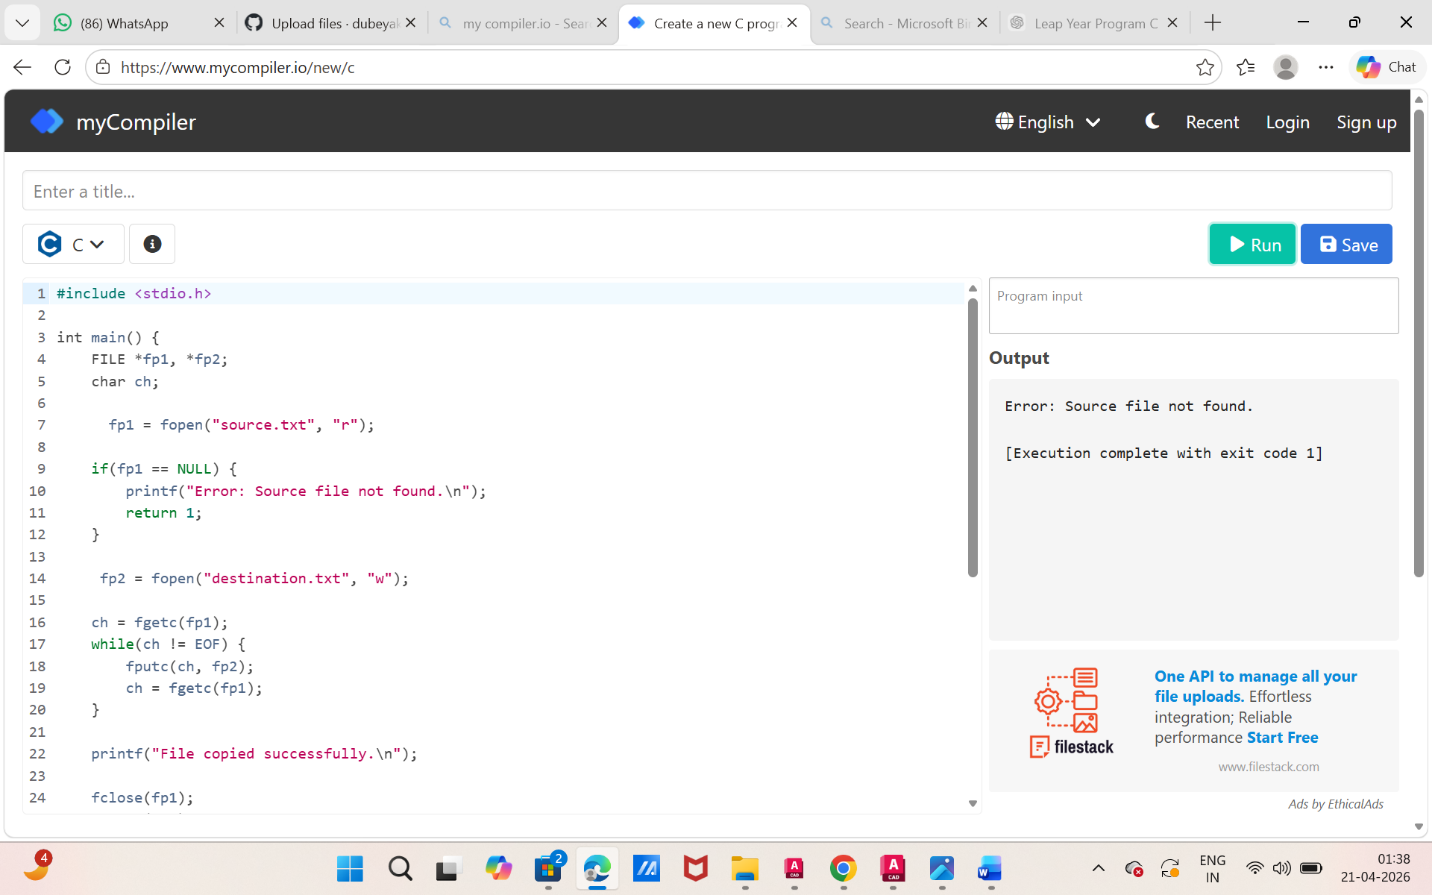 (86) WhatsApp
Upload files · dubeyak
my compiler.io - Sear
Create a new C progr
Search - Microsoft Bi
Leap Year Program C
https://www.mycompiler.io/new/c
Chat
myCompiler
English
Recent
Login
Sign up
Enter a title...
C
Run
Save
1 #include <stdio.h>
2
3 int main() {
4     FILE *fp1, *fp2;
5     char ch;
6
7       fp1 = fopen("source.txt", "r");
8
9     if(fp1 == NULL) {
10         printf("Error: Source file not found.\n");
11         return 1;
12     }
13
14      fp2 = fopen("destination.txt", "w");
15
16     ch = fgetc(fp1);
17     while(ch != EOF) {
18         fputc(ch, fp2);
19         ch = fgetc(fp1);
20     }
21
22     printf("File copied successfully.\n");
23
24     fclose(fp1);
Program input
Output
Error: Source file not found.
[Execution complete with exit code 1]
filestack
One API to manage all your
file uploads. Effortless
integration; Reliable
performance Start Free
www.filestack.com
Ads by EthicalAds
4
2
A
CAD
A
CAD
W
ENG
IN
01:38
21-04-2026